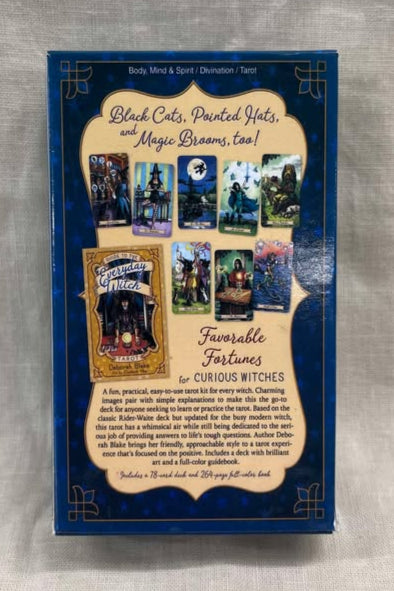 Body, Mind & Spirit / Divination / Tarot
Black Cats, Pointed Hats,
and Magic Brooms, too!
GUIDE TO THE
Everyday
Witch
TAROT
Deborah Blake
Favorable
Fortunes
for CURIOUS WITCHES
A fun, practical, easy-to-use tarot kit for every witch. Charming
images pair with simple explanations to make this the go-to
deck for anyone seeking to learn or practice the tarot. Based on the
classic Rider-Waite deck but updated for the busy modern witch,
this tarot has a whimsical air while still being dedicated to the seri-
ous job of providing answers to life's tough questions. Author Debo-
rah Blake brings her friendly, approachable style to a tarot experi-
ence that's focused on the positive. Includes a deck with brilliant
art and a full-color guidebook.
Includes a 78-card deck and 264-page full-color book